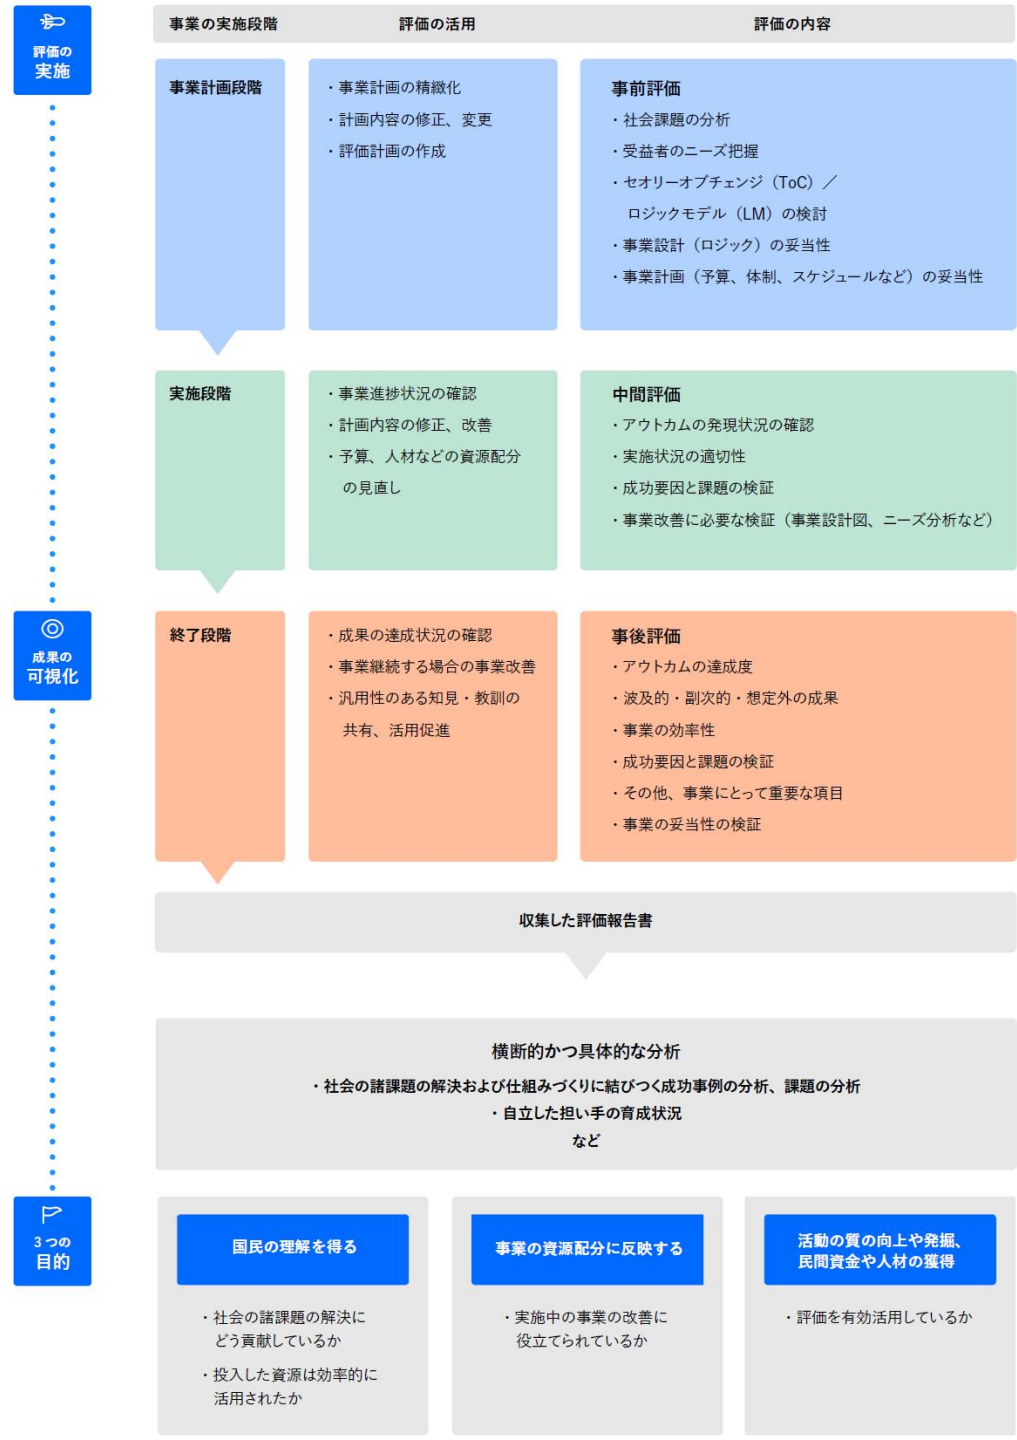 評価の
実施
事業の実施段階
評価の活用
評価の内容
事業計画段階
・事業計画の精緻化
・計画内容の修正、変更
・評価計画の作成
事前評価
・社会課題の分析
・受益者のニーズ把握
・セオリーオブチェンジ（ToC）／
ロジックモデル（LM）の検討
・事業設計（ロジック）の妥当性
・事業計画（予算、体制、スケジュールなど）の妥当性
実施段階
・事業進捗状況の確認
・計画内容の修正、改善
・予算、人材などの資源配分
の見直し
中間評価
・アウトカムの発現状況の確認
・実施状況の適切性
・成功要因と課題の検証
・事業改善に必要な検証（事業設計図、ニーズ分析など）
成果の
可視化
終了段階
・成果の達成状況の確認
・事業継続する場合の事業改善
・汎用性のある知見・教訓の
共有、活用促進
事後評価
・アウトカムの達成度
・波及的・副次的・想定外の成果
・事業の効率性
・成功要因と課題の検証
・その他、事業にとって重要な項目
・事業の妥当性の検証
収集した評価報告書
横断的かつ具体的な分析
・社会の諸課題の解決および仕組みづくりに結びつく成功事例の分析、課題の分析
・自立した担い手の育成状況
など
3つの
目的
国民の理解を得る
・社会の諸課題の解決に
どう貢献しているか
・投入した資源は効率的に
活用されたか
事業の資源配分に反映する
・実施中の事業の改善に
役立てられているか
活動の質の向上や発掘、
民間資金や人材の獲得
・評価を有効活用しているか